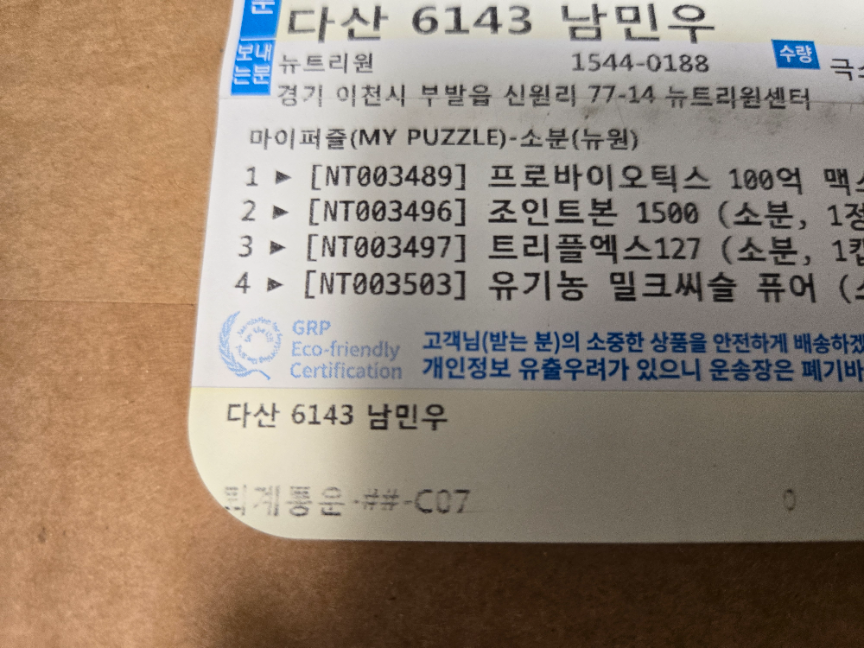 다산 6143 남민우
보내는분 뉴트리원 1544-0188 수량
경기 이천시 부발읍 신원리 77-14 뉴트리원센터
마이퍼즐(MY PUZZLE)-소분(뉴원)
1 ▶ [NT003489] 프로바이오틱스 100억
2 ▶ [NT003496] 조인트본 1500 (소분,
3 ▶ [NT003497] 트리플엑스127 (소분,
4 ▶ [NT003503] 유기농 밀크씨슬 퓨어
GRP
Eco-friendly
Certification
고객님(받는 분)의 소중한 상품을 안전하게
개인정보 유출우려가 있으니 운송장은
다산 6143 남민우
-##-C07
0